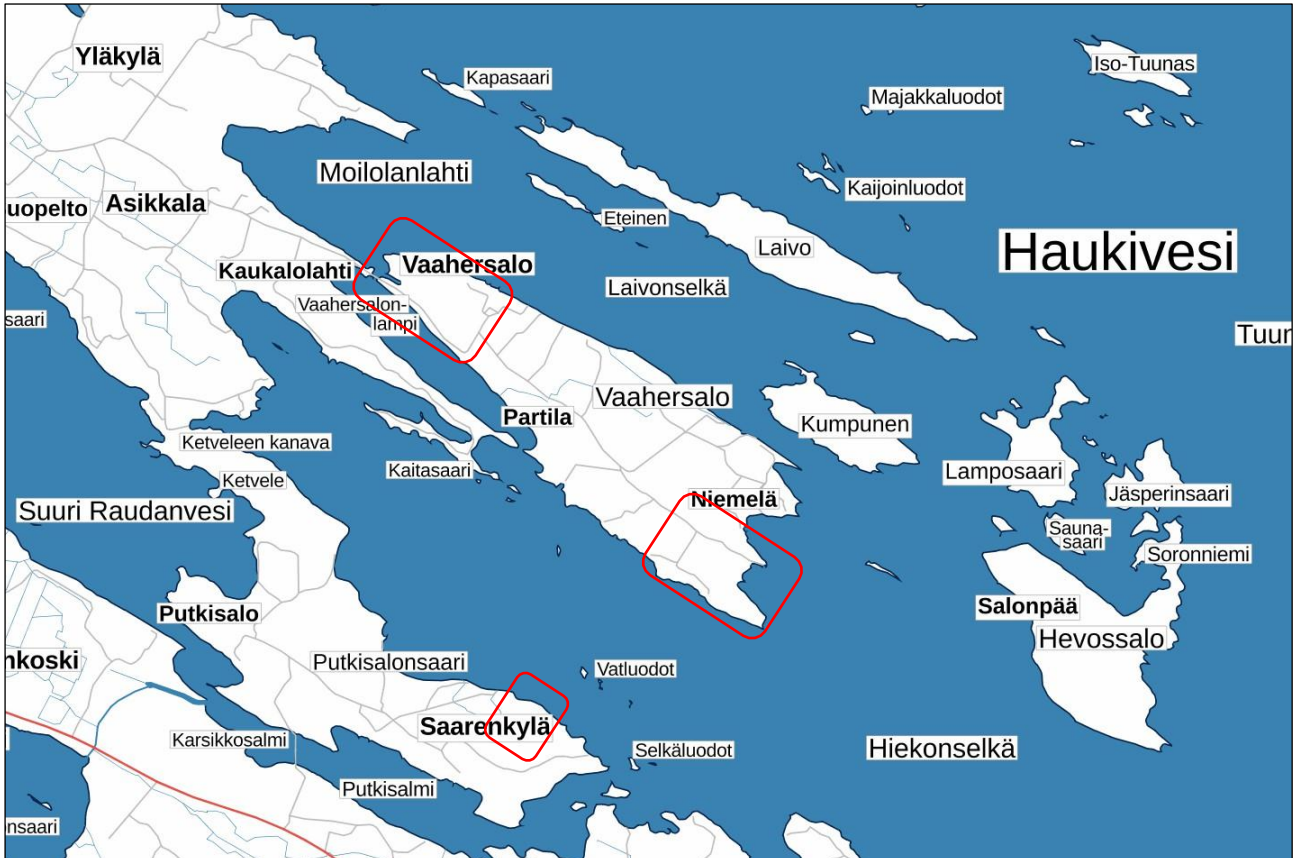 Yläkylä
Kapasaari
Iso-Tuunas
Majakkaluodot
Moilolanlahti
Kaijoinluodot
uopelto
Asikkala
Eteinen
Laivo
Haukivesi
Kaukalolahti
Vaahersalo
Laivonselkä
Vaahersalon-
lampi
saari
Tuur
Vaahersalo
Partila
Kumpunen
Ketveleen kanava
Kaitasaari
Lamposaari
Ketvele
Niemelä
Jäsperinsaari
Suuri Raudanvesi
Sauna-
saari
Soronniemi
Putkisalo
Salonpää
Hevossalo
nkoski
Putkisalonsaari
Vatluodot
Saarenkylä
Karsikkosalmi
Selkäluodot
Hiekonselkä
Putkisalmi
onsaari